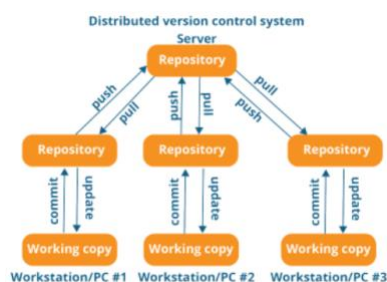 Distributed version control system
Server
Repository
push
pull
push
pull
pull
push
Repository
Repository
Repository
commit
update
commit
update
commit
update
Working copy
Working copy
Working copy
Workstation/PC #1
Workstation/PC #2
Workstation/PC #3